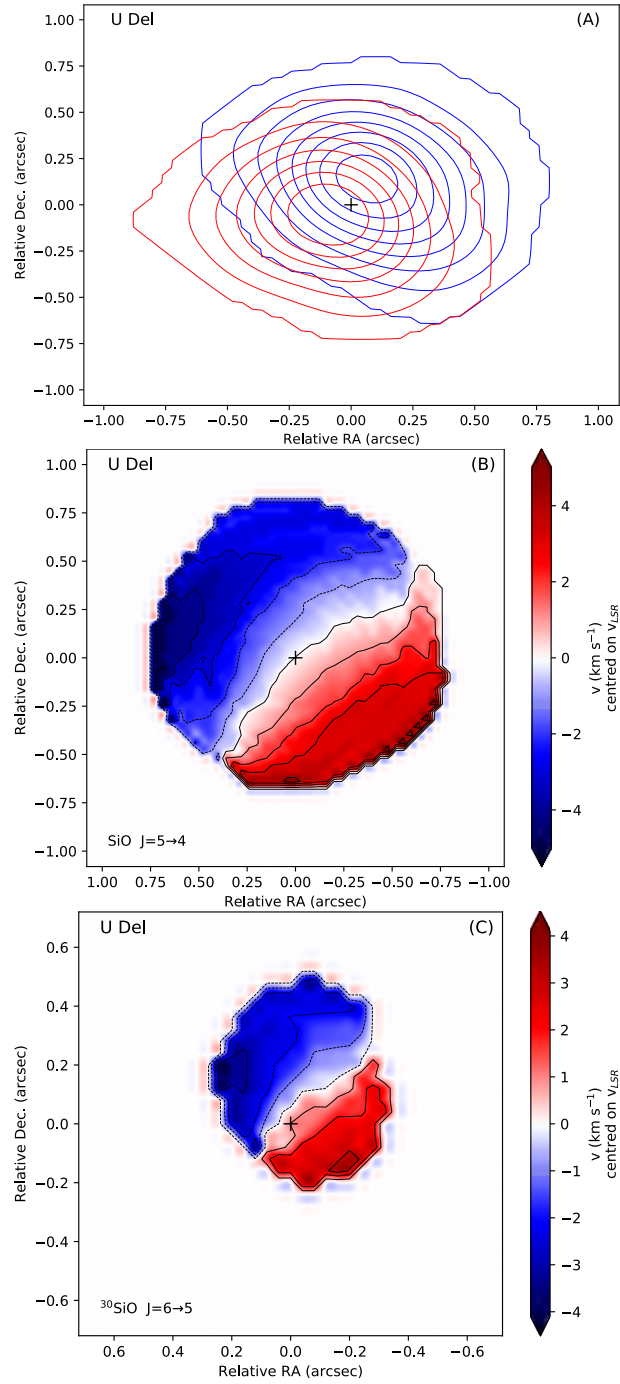 U Del
(A)
1.00
0.75
0.50
0.25
0.00
−0.25
−0.50
−0.75
−1.00
Relative Dec. (arcsec)
−1.00 −0.75 −0.50 −0.25 0.00 0.25 0.50 0.75 1.00
Relative RA (arcsec)
U Del
(B)
1.00
0.75
0.50
0.25
0.00
−0.25
−0.50
−0.75
−1.00
Relative Dec. (arcsec)
SiO J=5→4
1.00 0.75 0.50 0.25 0.00 −0.25 −0.50 −0.75 −1.00
Relative RA (arcsec)
4
2
0
−2
−4
v (km s⁻¹)
centred on v_LSR
U Del
(C)
0.6
0.4
0.2
0.0
−0.2
−0.4
−0.6
Relative Dec. (arcsec)
³⁰SiO J=6→5
0.6 0.4 0.2 0.0 −0.2 −0.4 −0.6
Relative RA (arcsec)
4
3
2
1
0
−1
−2
−3
−4
v (km s⁻¹)
centred on v_LSR